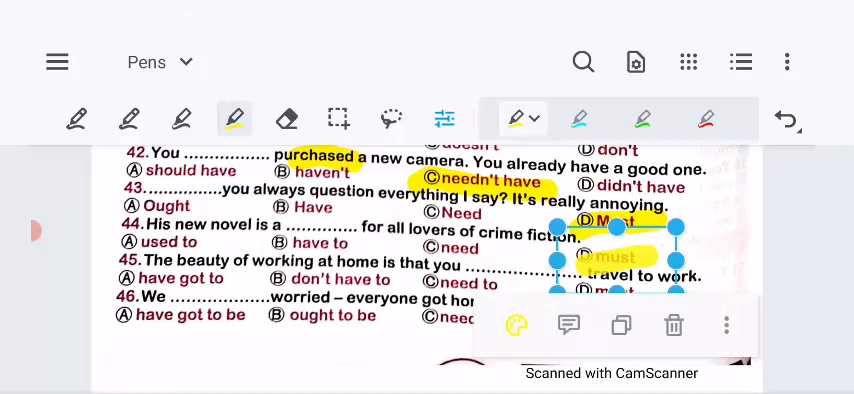 Pens
Ⓓ don't
42.You ................. purchased a new camera. You already have a good one.
Ⓐ should have Ⓑ haven't Ⓒ needn't have Ⓓ didn't have
43. ................you always question everything I say? It's really annoying.
Ⓐ Ought Ⓑ Have Ⓒ Need Ⓓ Must
44.His new novel is a ............. for all lovers of crime fiction.
Ⓐ used to Ⓑ have to Ⓒ need Ⓓ must
45.The beauty of working at home is that you ....................... travel to work.
Ⓐ have got to Ⓑ don't have to Ⓒ need to
46.We ..................worried – everyone got
Ⓐ have got to be Ⓑ ought to be
Scanned with CamScanner